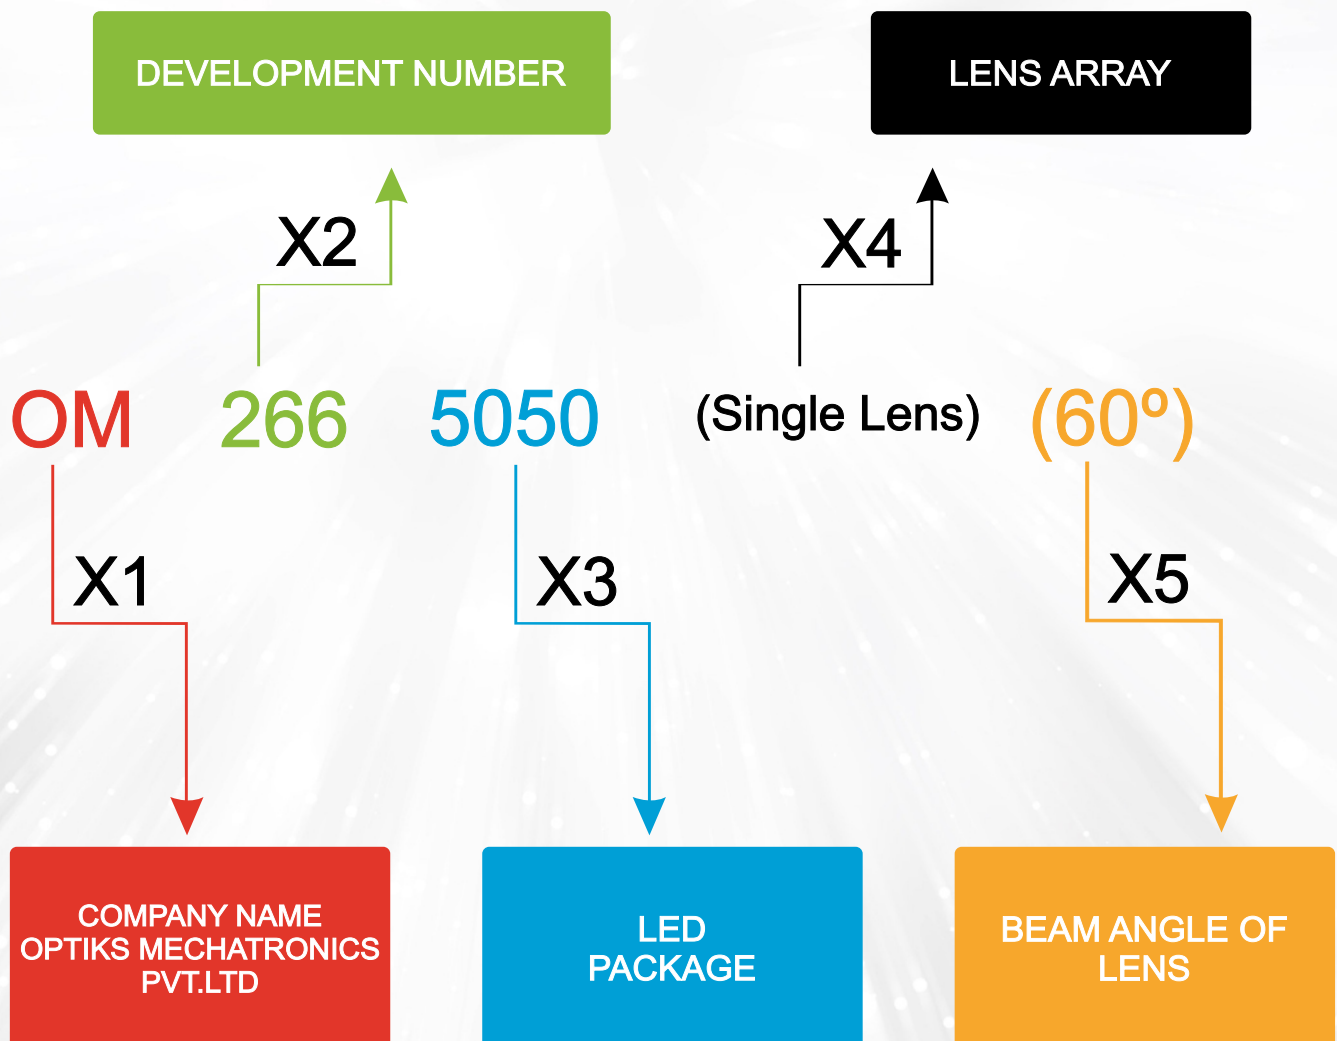 DEVELOPMENT NUMBER
LENS ARRAY
X2
X4
OM 266 5050 (Single Lens) (60º)
X1
X3
X5
COMPANY NAME
OPTIKS MECHATRONICS
PVT.LTD
LED
PACKAGE
BEAM ANGLE OF
LENS